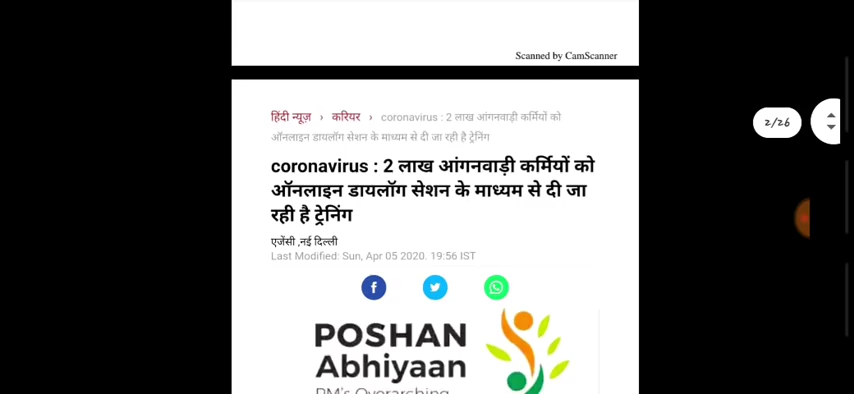 Scanned by CamScanner
2/26
हिंदी न्यूज़ › करियर › coronavirus : 2 लाख आंगनवाड़ी कर्मियों को
ऑनलाइन डायलॉग सेशन के माध्यम से दी जा रही है ट्रेनिंग
coronavirus : 2 लाख आंगनवाड़ी कर्मियों को
ऑनलाइन डायलॉग सेशन के माध्यम से दी जा
रही है ट्रेनिंग
एजेंसी ,नई दिल्ली
Last Modified: Sun, Apr 05 2020. 19:56 IST
POSHAN
Abhiyaan
PM's Overarching